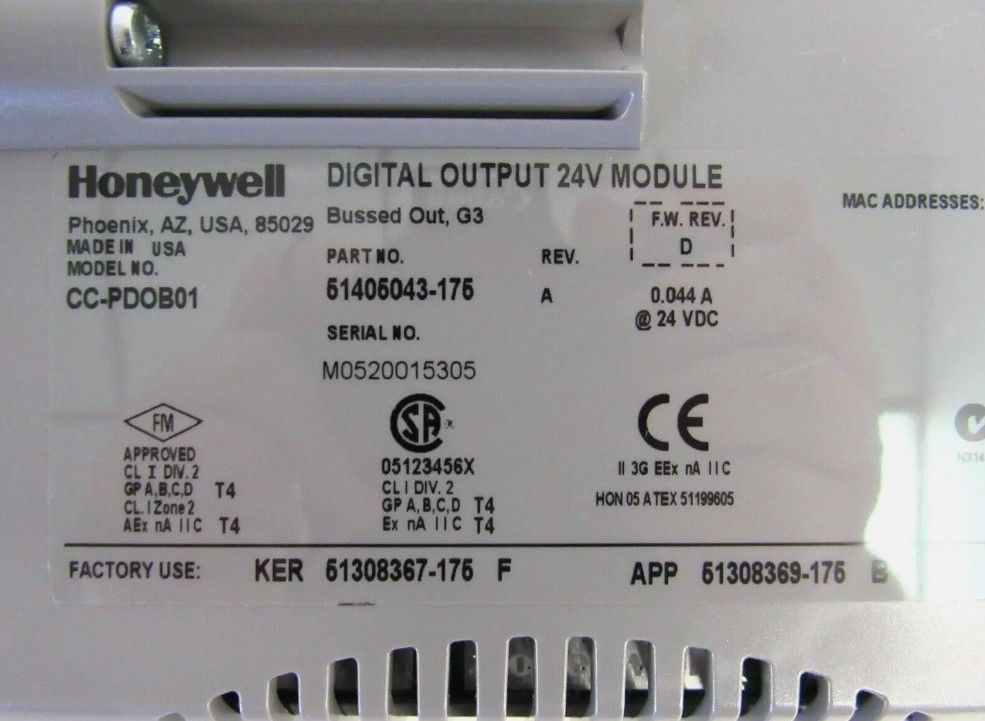 Honeywell
Phoenix, AZ, USA, 85029
MADE IN USA
MODEL NO.
CC-PDOB01
DIGITAL OUTPUT 24V MODULE
Bussed Out, G3
PART NO.
51405043-175
REV.
A
SERIAL NO.
M0520015305
F.W. REV.
D
0.044 A
@ 24 VDC
MAC ADDRESSES:
FM
APPROVED
CL I DIV. 2
GP A,B,C,D T4
CL. I Zone 2
AEx nA IIC T4
CSA
05123456X
CL I DIV. 2
GP A,B,C,D T4
Ex nA IIC T4
CE
II 3G EEx nA IIC
HON 05 ATEX 51199605
N314
FACTORY USE: KER 51308367-175 F APP 51308369-175 B